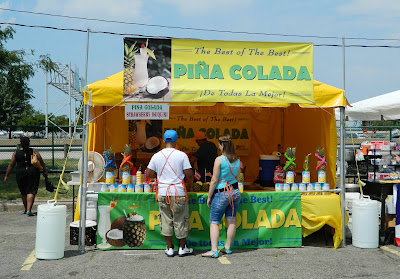 The Best of The Best!
PIÑA COLADA
¡De Todas La Mejor!
PIÑA COLADA
STRAWBERRY
Best of The Best!
PIÑA COLADA
de Todas La Mejor!